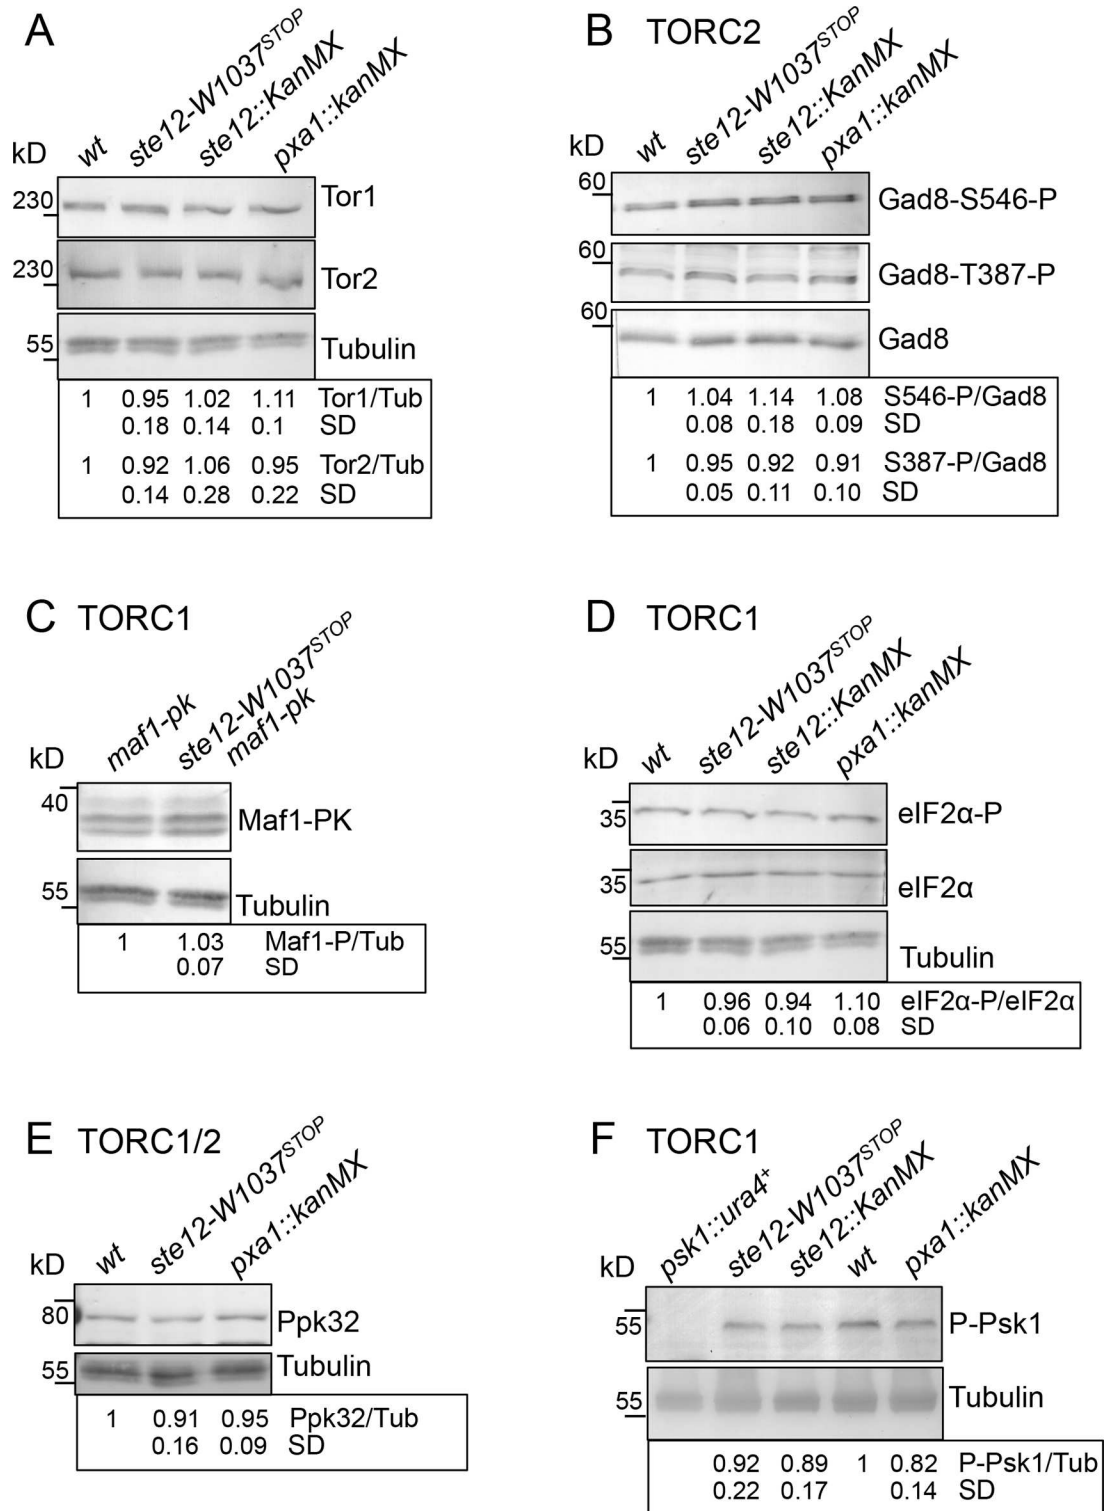 A
B TORC2
wt ste12-W1037STOP ste12::KanMX pxa1::kanMX
kD
230 Tor1
230 Tor2
55 Tubulin
1 0.95 1.02 1.11 Tor1/Tub
0.18 0.14 0.1 SD
1 0.92 1.06 0.95 Tor2/Tub
0.14 0.28 0.22 SD
wt ste12-W1037STOP ste12::KanMX pxa1::kanMX
kD
60 Gad8-S546-P
60 Gad8-T387-P
60 Gad8
1 1.04 1.14 1.08 S546-P/Gad8
0.08 0.18 0.09 SD
1 0.95 0.92 0.91 S387-P/Gad8
0.05 0.11 0.10 SD
C TORC1
maf1-pk ste12-W1037STOP
maf1-pk
kD
40 Maf1-PK
55 Tubulin
1 1.03 Maf1-P/Tub
0.07 SD
D TORC1
wt ste12-W1037STOP ste12::KanMX pxa1::kanMX
kD
35 eIF2α-P
35 eIF2α
55 Tubulin
1 0.96 0.94 1.10 eIF2α-P/eIF2α
0.06 0.10 0.08 SD
E TORC1/2
wt ste12-W1037STOP pxa1::kanMX
kD
80 Ppk32
55 Tubulin
1 0.91 0.95 Ppk32/Tub
0.16 0.09 SD
F TORC1
psk1::ura4+ ste12-W1037STOP ste12::KanMX wt pxa1::kanMX
kD
55 P-Psk1
55 Tubulin
0.92 0.89 1 0.82 P-Psk1/Tub
0.22 0.17 0.14 SD